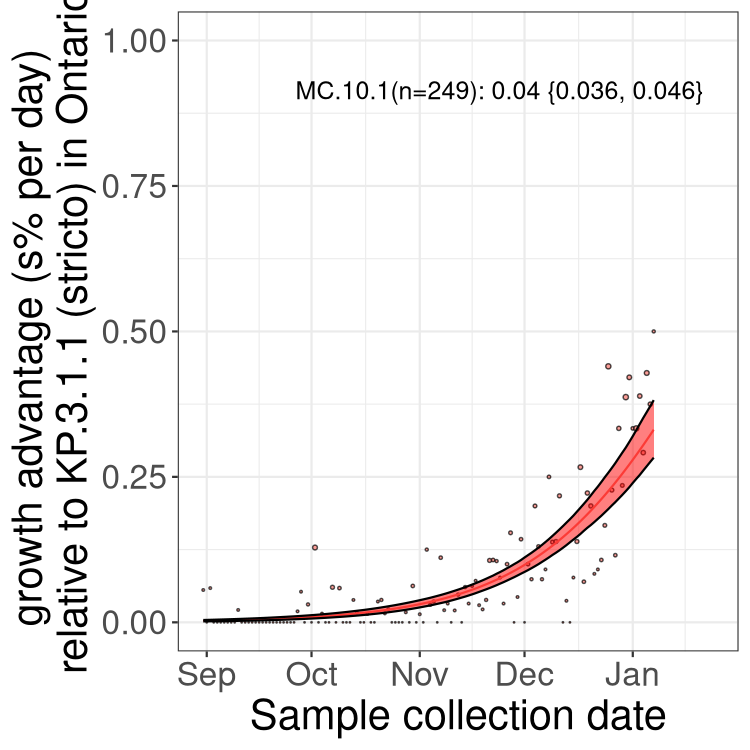 growth advantage (s% per day)
relative to KP.3.1.1 (stricto) in Ontario
1.00
0.75
0.50
0.25
0.00
MC.10.1(n=249): 0.04 {0.036, 0.046}
Sep Oct Nov Dec Jan
Sample collection date